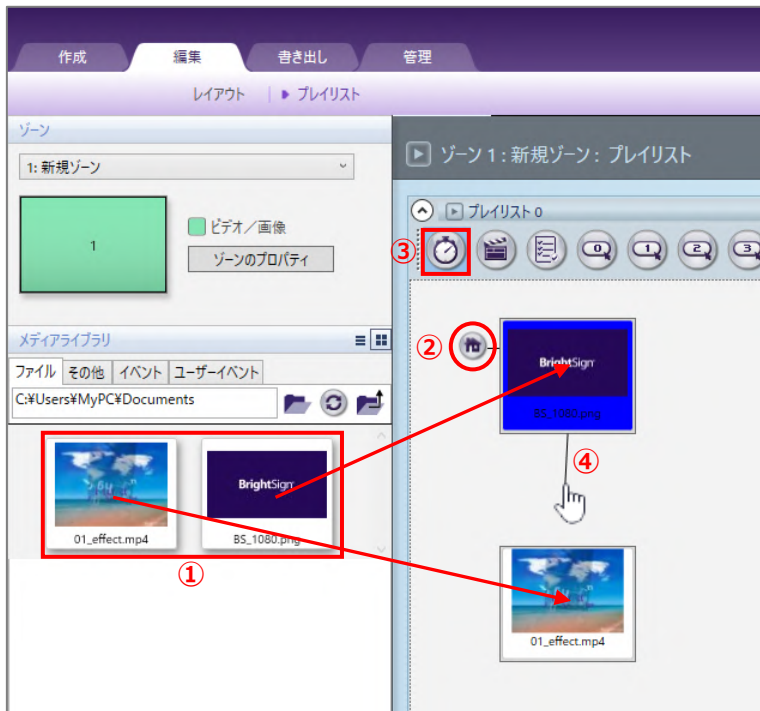 作成 編集 書き出し 管理
レイアウト プレイリスト
ゾーン
1: 新規ゾーン
1
ビデオ／画像
ゾーンのプロパティ
メディアライブラリ
ファイル その他 イベント ユーザーイベント
C:¥Users¥MyPC¥Documents
BrightSign
01_effect.mp4 BS_1080.png
①
ゾーン 1 : 新規ゾーン : プレイリスト
プレイリスト 0
③ 0 1 2 3
②
BrightSign
BS_1080.png
④
01_effect.mp4